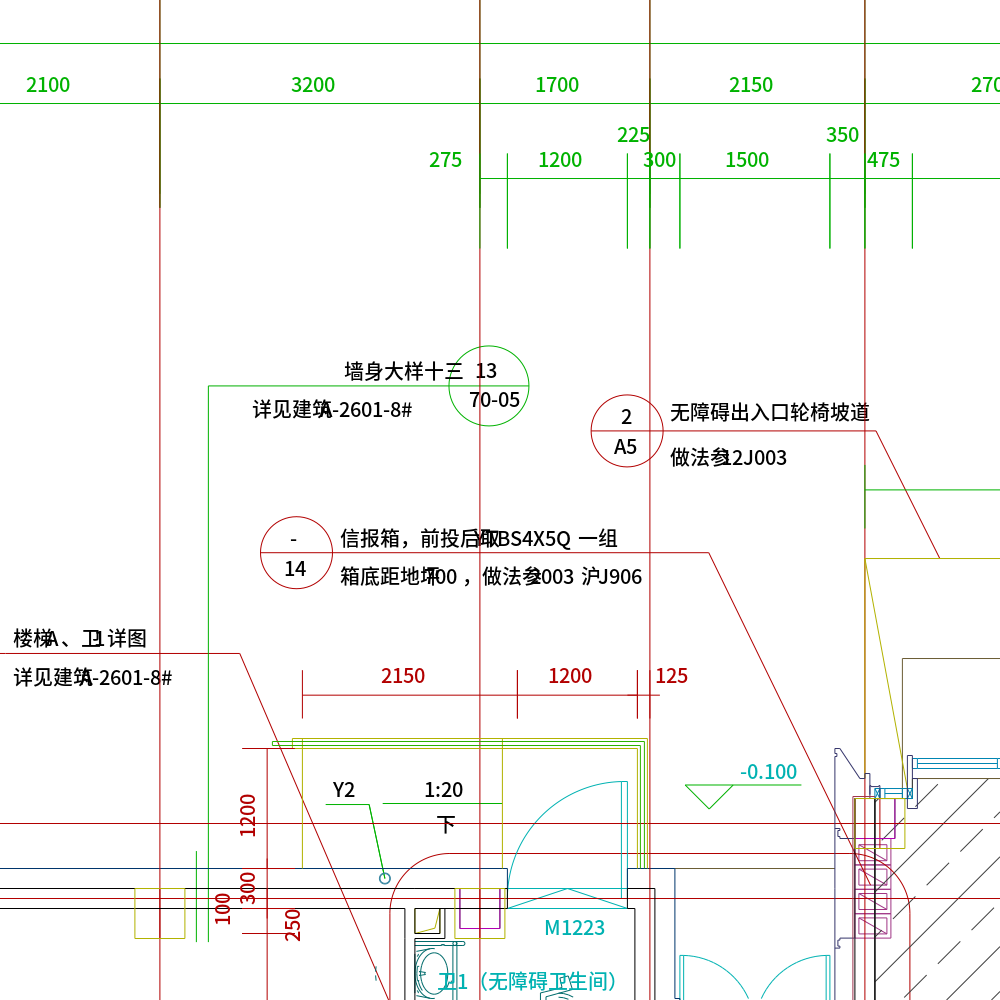 2100 3200 1700 2150 270
225 350
275 1200 300 1500 475
墙身大样十三 13
详见建筑A-2601-8# 70-05
2 无障碍出入口轮椅坡道
A5 做法参12J003
- 信报箱，前投后取YXBS4X5Q 一组
14 箱底距地坪700 ，做法参2003 沪J906
楼梯A、卫1详图
详见建筑A-2601-8#
2150 1200 125
-0.100
Y2 1:20
下
1200
300
100
250
M1223
卫1（无障碍卫生间）